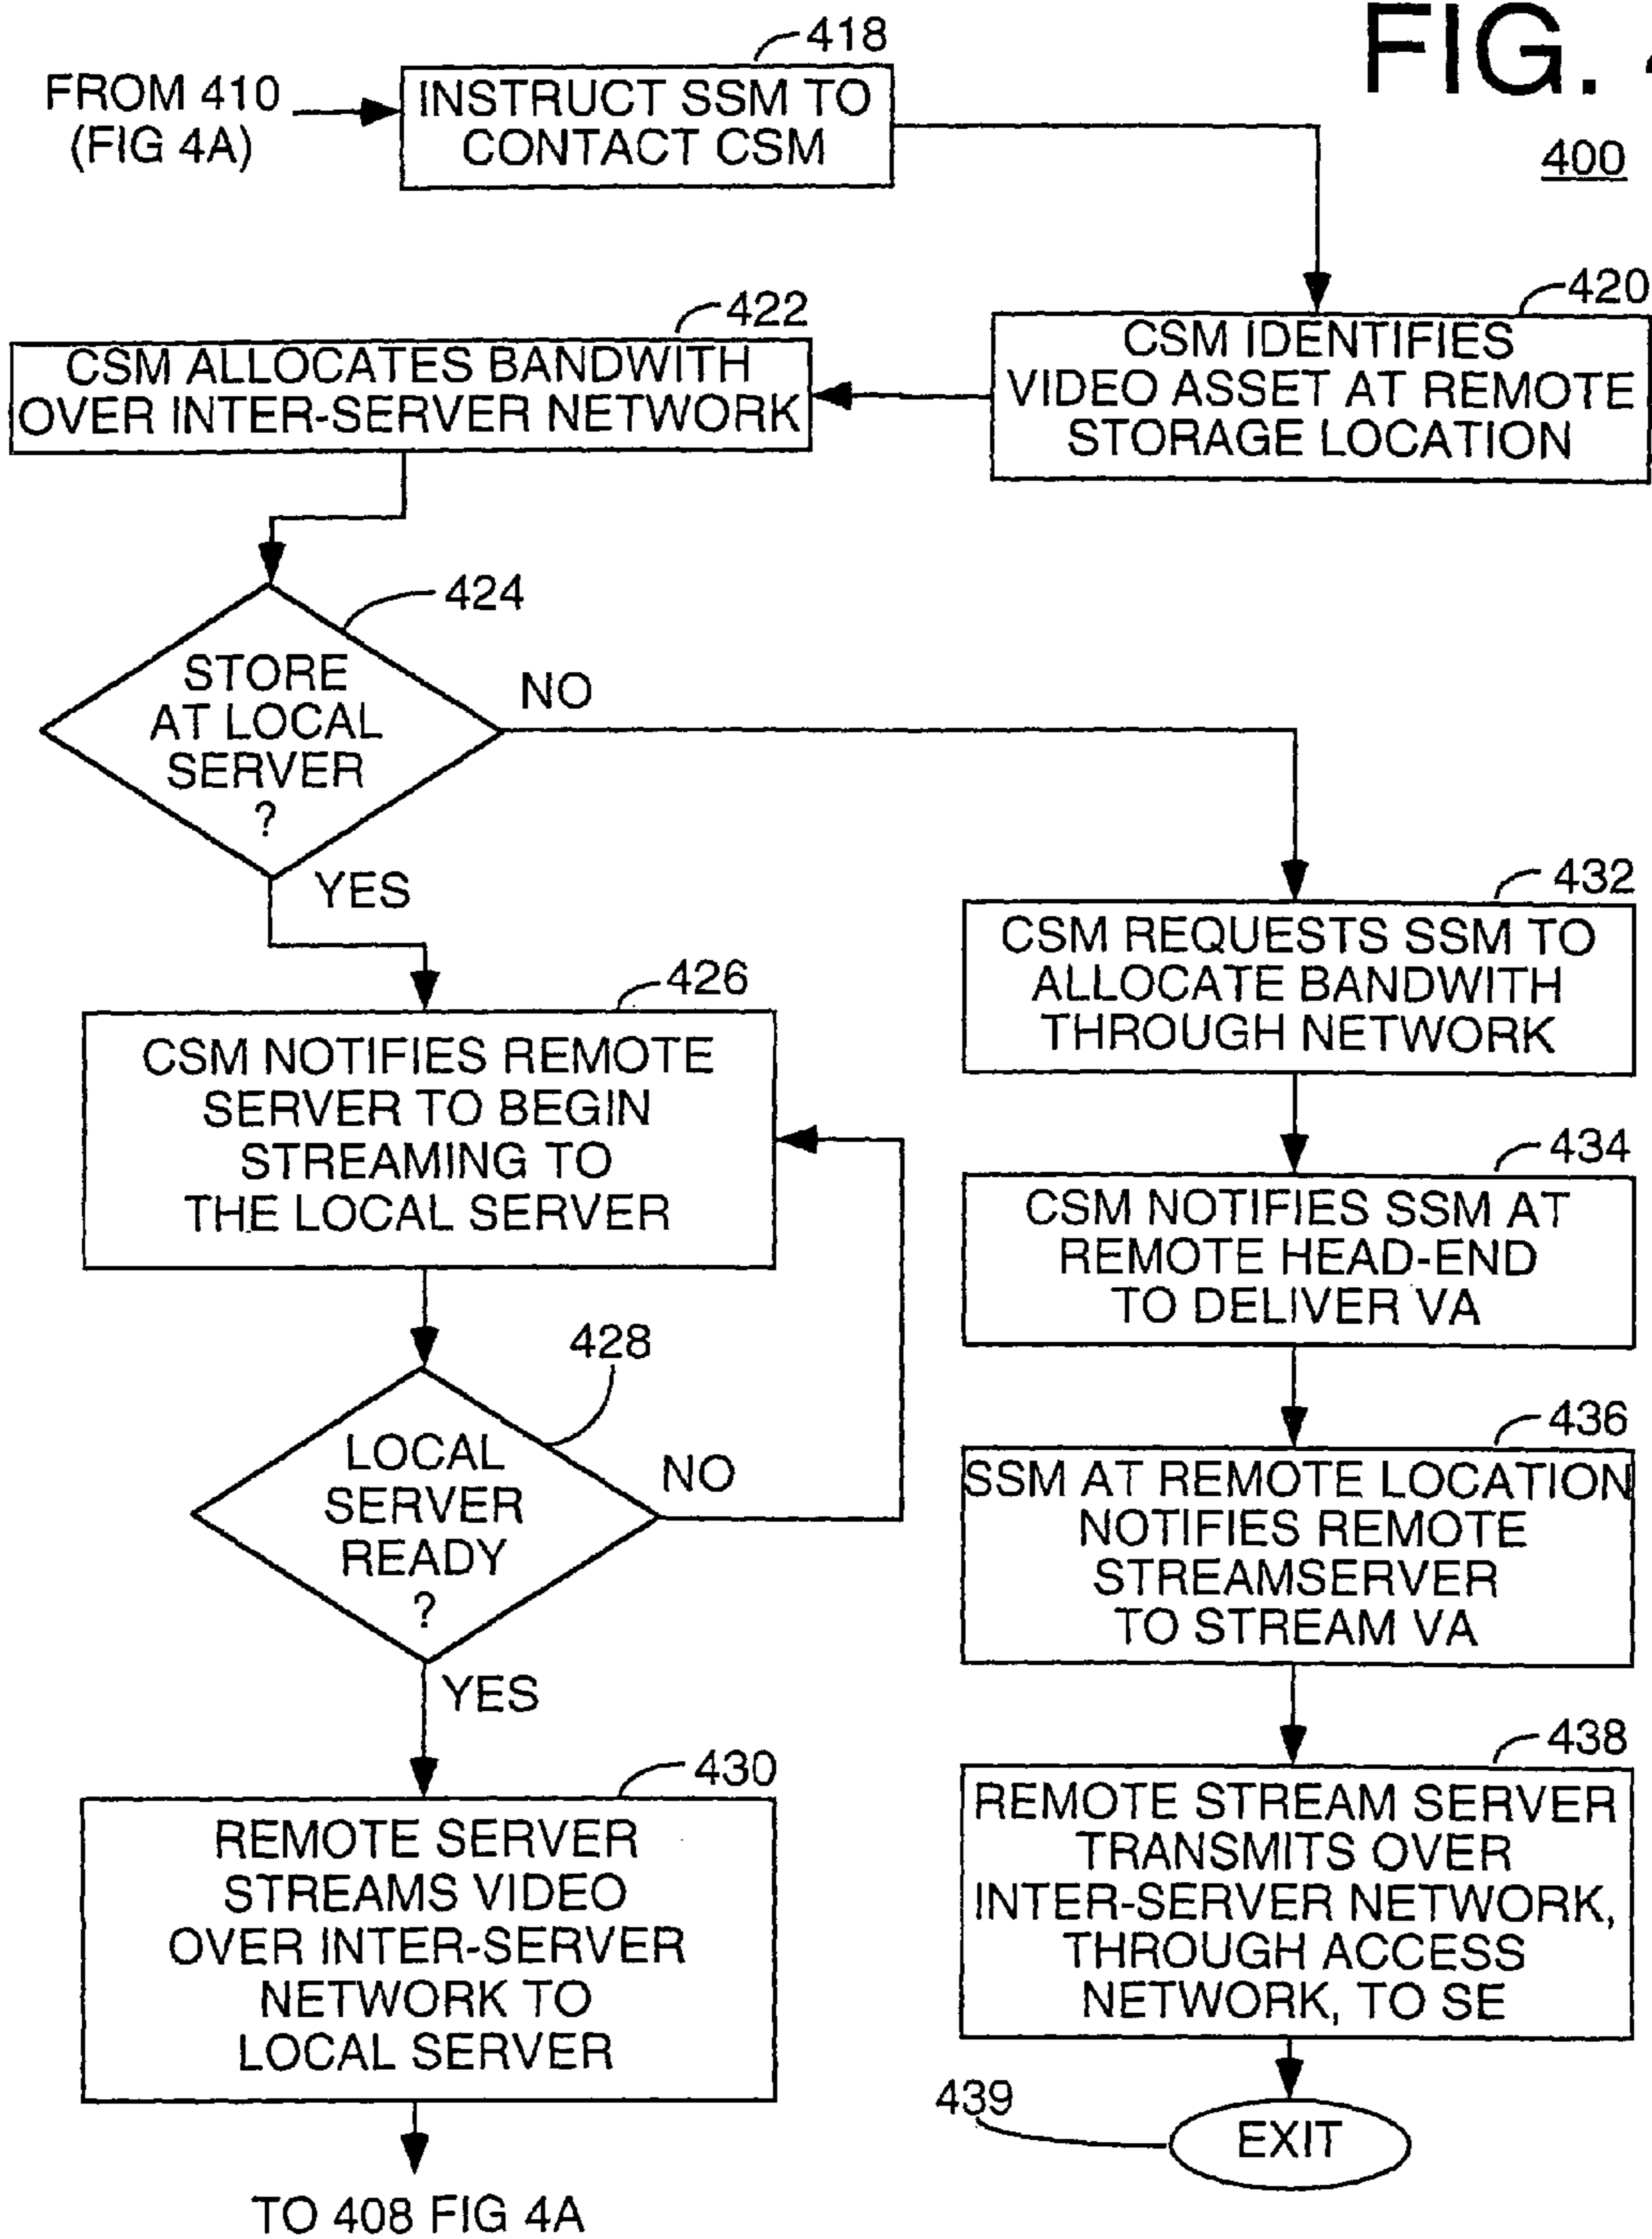 FIG. 4
400
418
FROM 410
(FIG 4A)
INSTRUCT SSM TO
CONTACT CSM
420
CSM IDENTIFIES
VIDEO ASSET AT REMOTE
STORAGE LOCATION
422
CSM ALLOCATES BANDWITH
OVER INTER-SERVER NETWORK
424
STORE
AT LOCAL
SERVER
?
NO
YES
426
CSM NOTIFIES REMOTE
SERVER TO BEGIN
STREAMING TO
THE LOCAL SERVER
428
LOCAL
SERVER
READY
?
NO
YES
430
REMOTE SERVER
STREAMS VIDEO
OVER INTER-SERVER
NETWORK TO
LOCAL SERVER
TO 408 FIG 4A
432
CSM REQUESTS SSM TO
ALLOCATE BANDWITH
THROUGH NETWORK
434
CSM NOTIFIES SSM AT
REMOTE HEAD-END
TO DELIVER VA
436
SSM AT REMOTE LOCATION
NOTIFIES REMOTE
STREAMSERVER
TO STREAM VA
438
REMOTE STREAM SERVER
TRANSMITS OVER
INTER-SERVER NETWORK,
THROUGH ACCESS
NETWORK, TO SE
439
EXIT